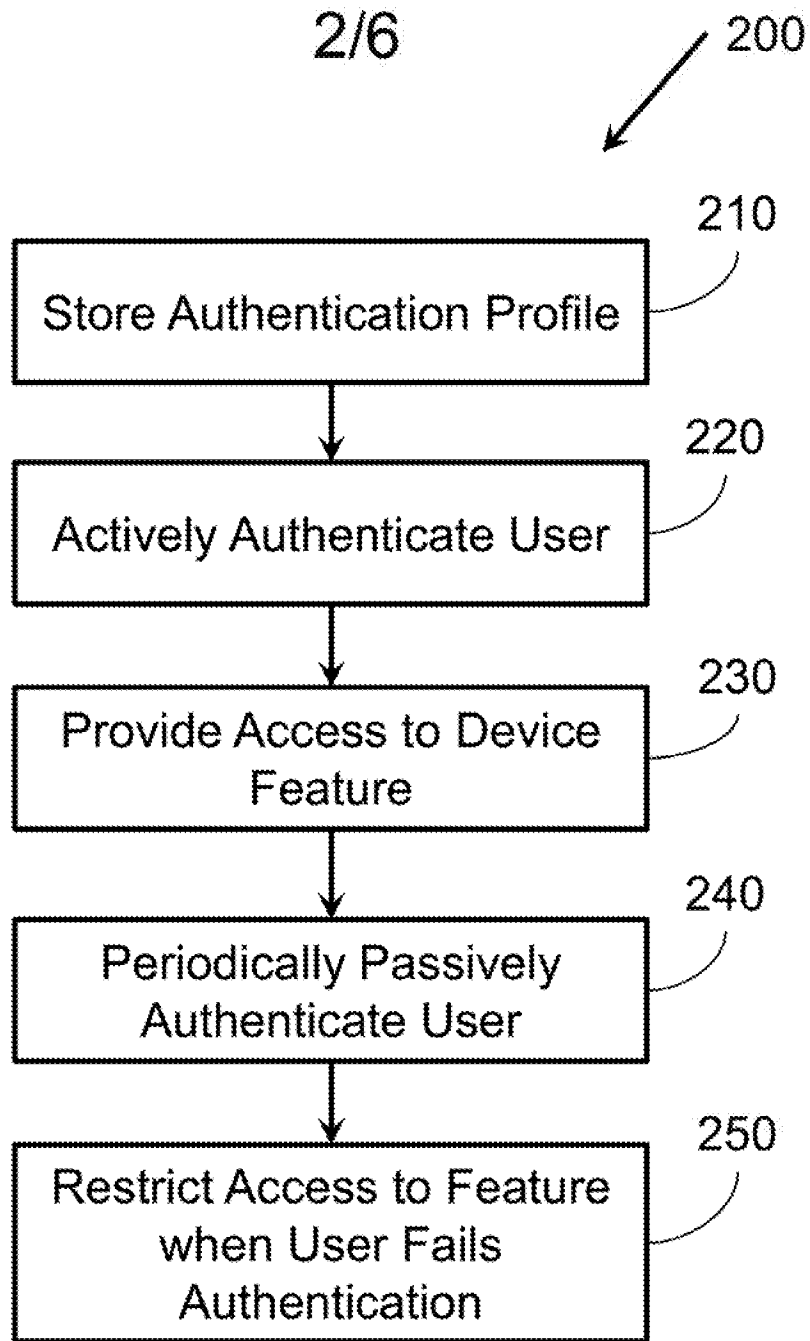 2/6
200
210
Store Authentication Profile
220
Actively Authenticate User
230
Provide Access to Device
Feature
240
Periodically Passively
Authenticate User
250
Restrict Access to Feature
when User Fails
Authentication